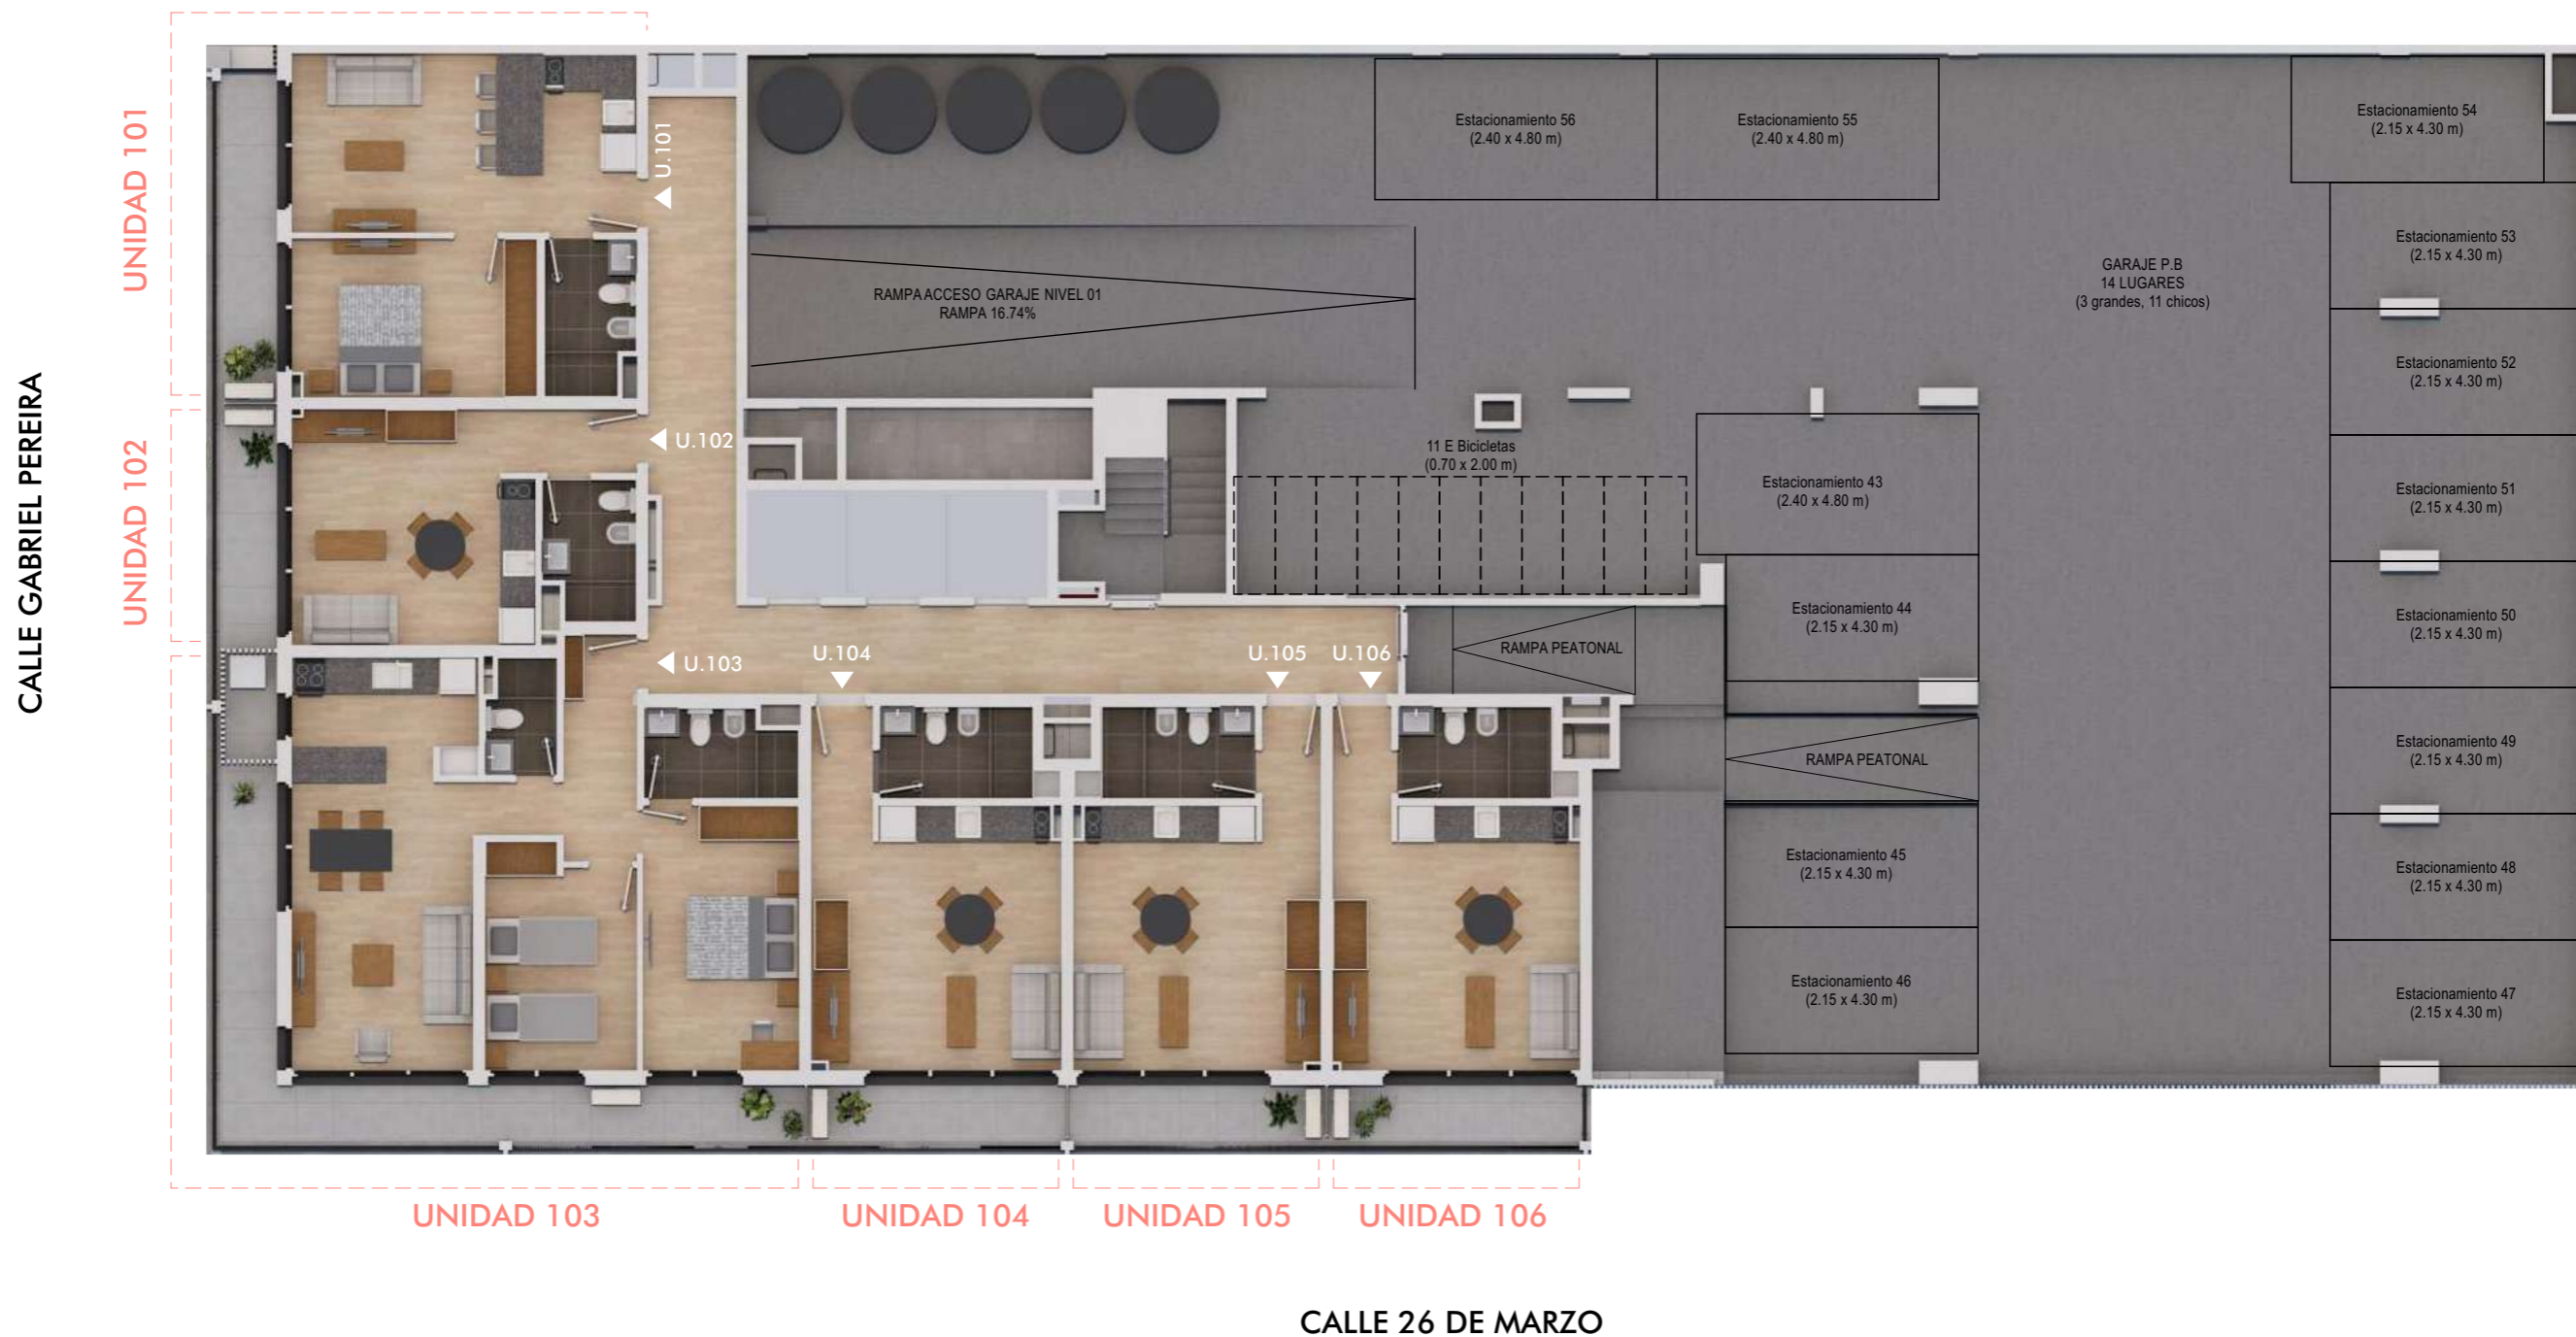 CALLE GABRIEL PEREIRA
UNIDAD 101
UNIDAD 102
U.101
U.102
U.103
U.104
U.105
U.106
RAMPA ACCESO GARAJE NIVEL 01
RAMPA 16.74%
Estacionamiento 56
(2.40 x 4.80 m)
Estacionamiento 55
(2.40 x 4.80 m)
Estacionamiento 54
(2.15 x 4.30 m)
Estacionamiento 53
(2.15 x 4.30 m)
GARAJE P.B
14 LUGARES
(3 grandes, 11 chicos)
Estacionamiento 52
(2.15 x 4.30 m)
11 E Bicicletas
(0.70 x 2.00 m)
Estacionamiento 43
(2.40 x 4.80 m)
Estacionamiento 51
(2.15 x 4.30 m)
Estacionamiento 44
(2.15 x 4.30 m)
Estacionamiento 50
(2.15 x 4.30 m)
RAMPA PEATONAL
RAMPA PEATONAL
Estacionamiento 49
(2.15 x 4.30 m)
Estacionamiento 45
(2.15 x 4.30 m)
Estacionamiento 48
(2.15 x 4.30 m)
Estacionamiento 46
(2.15 x 4.30 m)
Estacionamiento 47
(2.15 x 4.30 m)
UNIDAD 103
UNIDAD 104
UNIDAD 105
UNIDAD 106
CALLE 26 DE MARZO